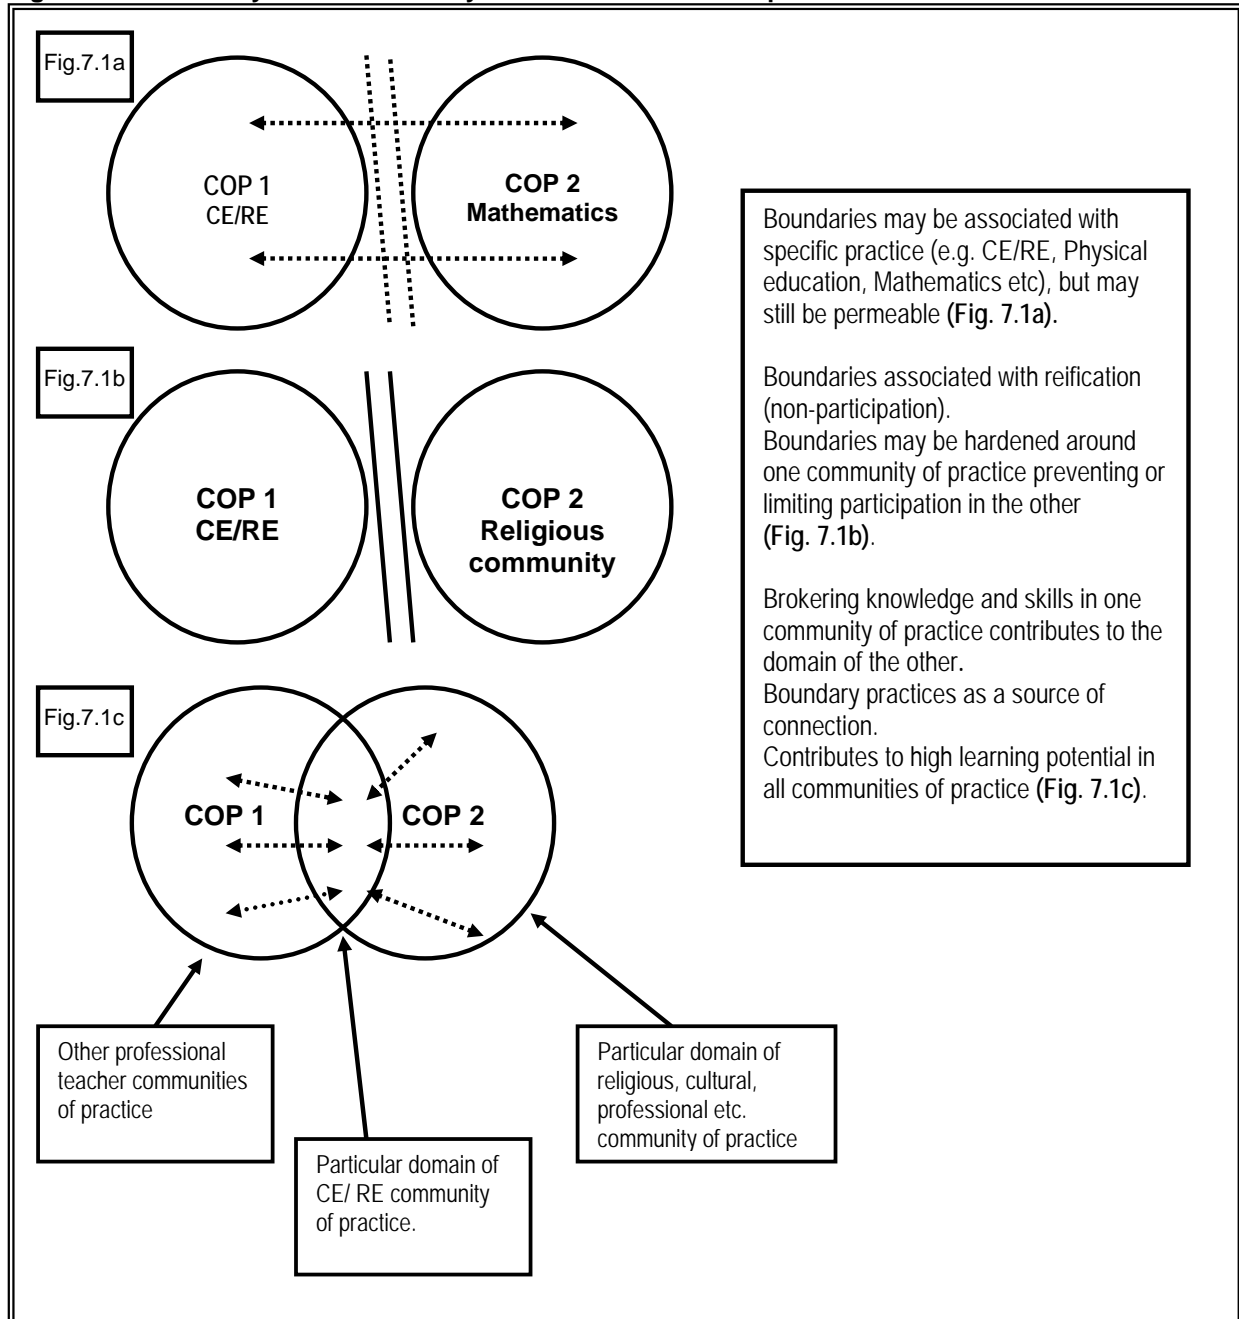 Fig.7.1a
COP 1
CE/RE
COP 2
Mathematics
Fig.7.1b
COP 1
CE/RE
COP 2
Religious
community
Fig.7.1c
COP 1
COP 2
Other professional
teacher communities
of practice
Particular domain of
CE/ RE community
of practice.
Particular domain of
religious, cultural,
professional etc.
community of practice
Boundaries may be associated with
specific practice (e.g. CE/RE, Physical
education, Mathematics etc), but may
still be permeable (Fig. 7.1a).
Boundaries associated with reification
(non-participation).
Boundaries may be hardened around
one community of practice preventing or
limiting participation in the other
(Fig. 7.1b).
Brokering knowledge and skills in one
community of practice contributes to the
domain of the other.
Boundary practices as a source of
connection.
Contributes to high learning potential in
all communities of practice (Fig. 7.1c).